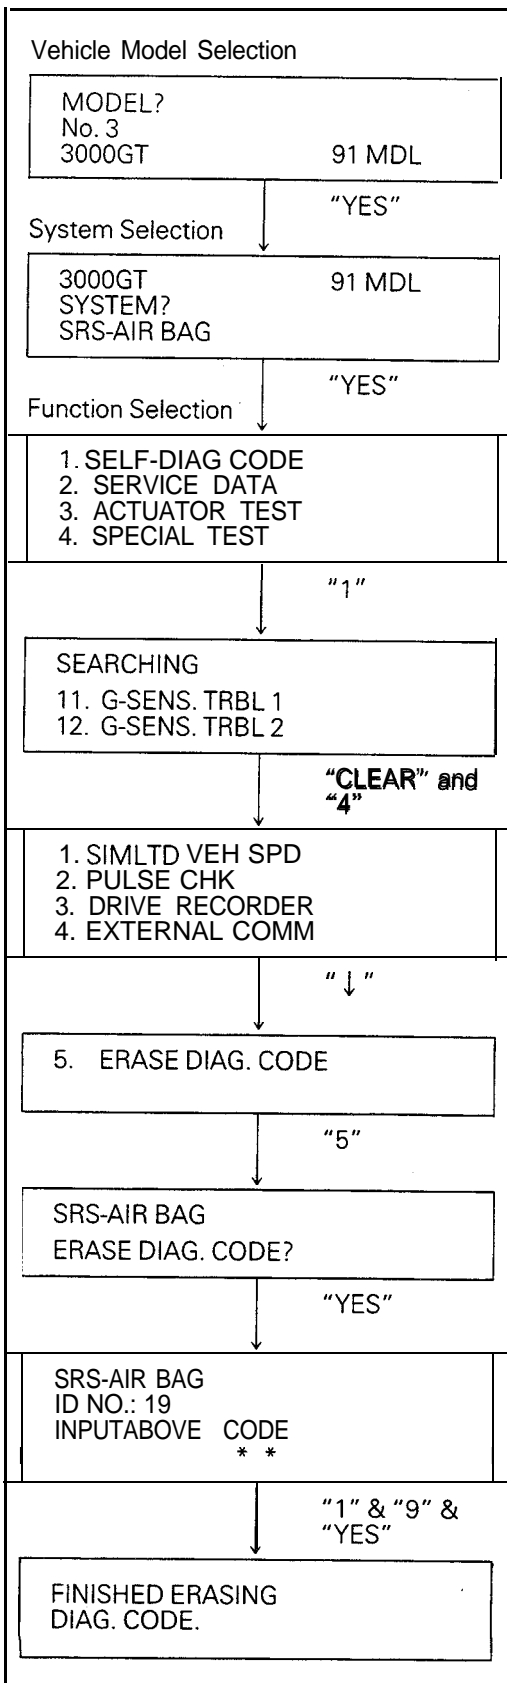 Vehicle Model Selection
MODEL?
No. 3
3000GT 91 MDL
"YES"
System Selection
3000GT 91 MDL
SYSTEM?
SRS-AIR BAG
"YES"
Function Selection
1. SELF-DIAG CODE
2. SERVICE DATA
3. ACTUATOR TEST
4. SPECIAL TEST
"1"
SEARCHING
11. G-SENS. TRBL 1
12. G-SENS. TRBL 2
"CLEAR" and
"4"
1. SIMLTD VEH SPD
2. PULSE CHK
3. DRIVE RECORDER
4. EXTERNAL COMM
"↓"
5. ERASE DIAG. CODE
"5"
SRS-AIR BAG
ERASE DIAG. CODE?
"YES"
SRS-AIR BAG
ID NO.: 19
INPUTABOVE CODE
* *
"1" & "9" &
"YES"
FINISHED ERASING
DIAG. CODE.